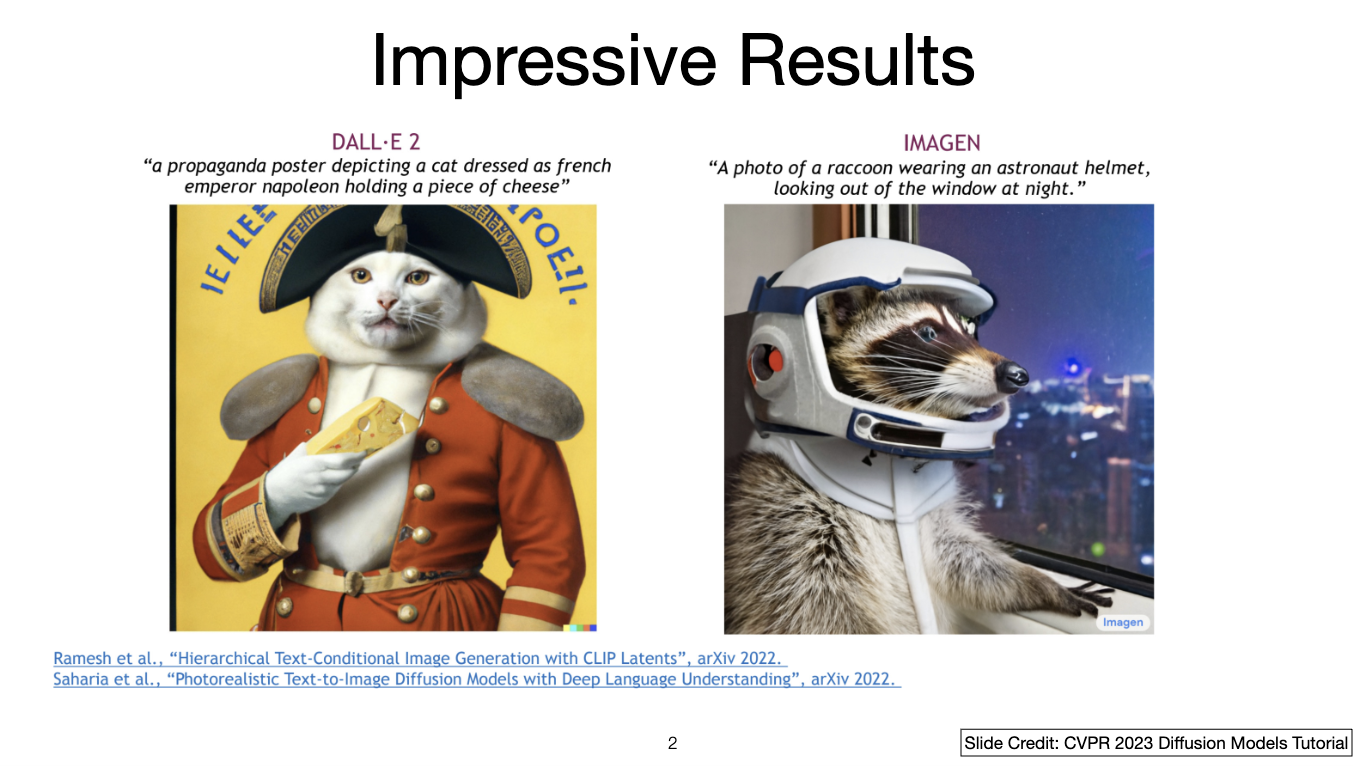 Impressive Results
DALL·E 2
“a propaganda poster depicting a cat dressed as french
emperor napoleon holding a piece of cheese”
IMAGEN
“A photo of a raccoon wearing an astronaut helmet,
looking out of the window at night.”
Imagen
Ramesh et al., “Hierarchical Text-Conditional Image Generation with CLIP Latents”, arXiv 2022.
Saharia et al., “Photorealistic Text-to-Image Diffusion Models with Deep Language Understanding”, arXiv 2022.
2
Slide Credit: CVPR 2023 Diffusion Models Tutorial